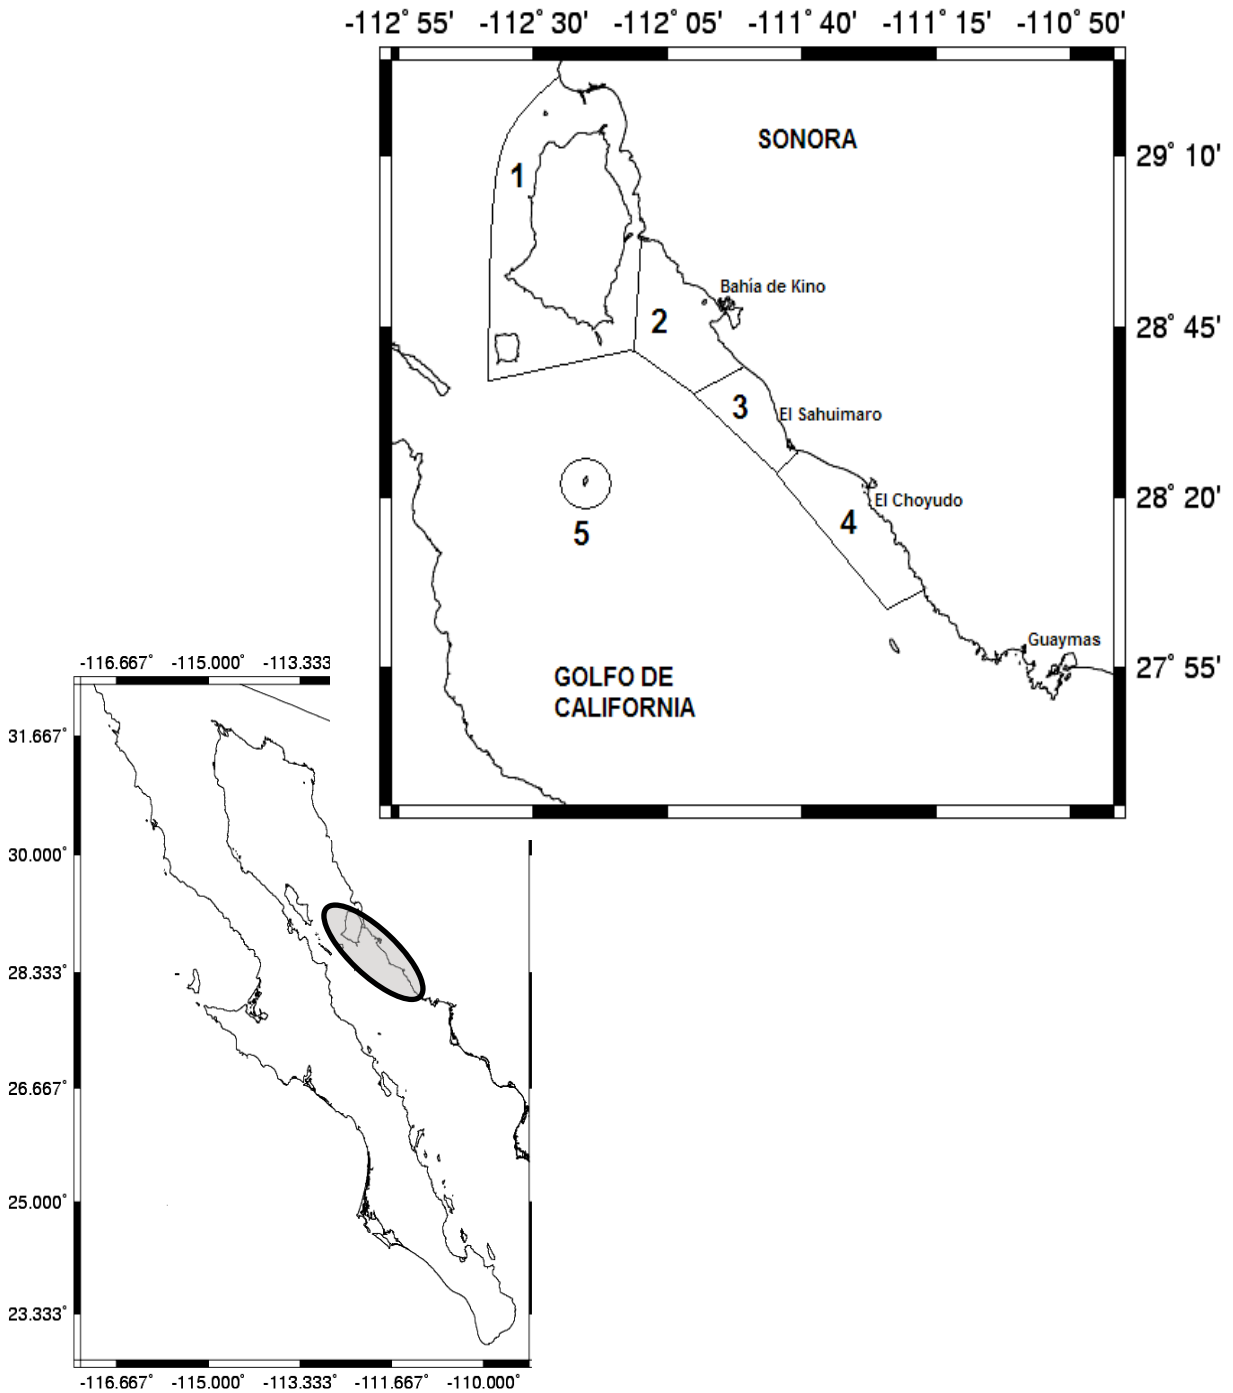 -112° 55' -112° 30' -112° 05' -111° 40' -111° 15' -110° 50'
SONORA
29° 10'
1
Bahía de Kino
2
28° 45'
3
El Sahuimaro
28° 20'
El Choyudo
4
5
Guaymas
27° 55'
GOLFO DE
CALIFORNIA
-116.667° -115.000° -113.333
31.667°
30.000°
28.333°
26.667°
25.000°
23.333°
-116.667° -115.000° -113.333° -111.667° -110.000°